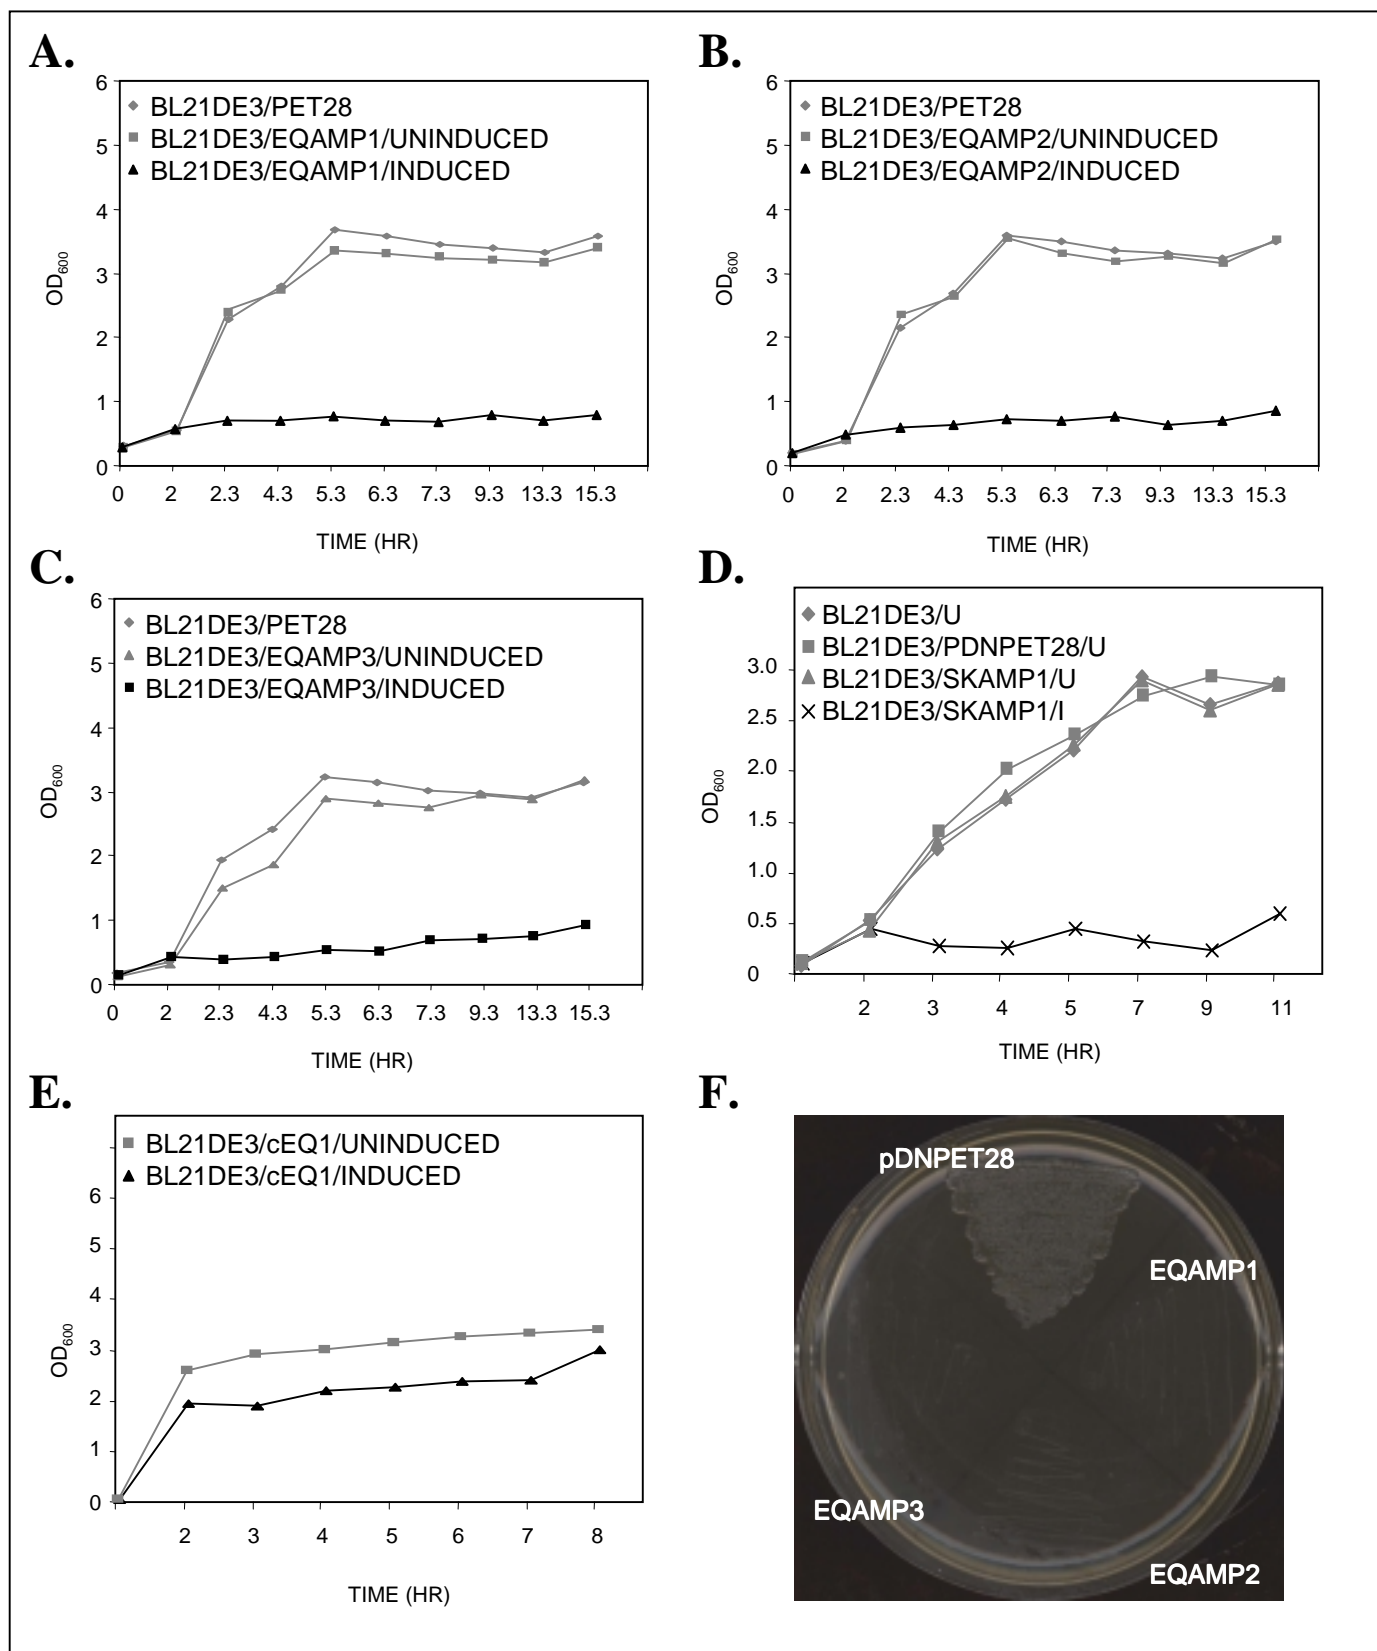 A.
6
5
4
3
2
1
0
OD600
BL21DE3/PET28
BL21DE3/EQAMP1/UNINDUCED
BL21DE3/EQAMP1/INDUCED
0 2 2.3 4.3 5.3 6.3 7.3 9.3 13.3 15.3
TIME (HR)
B.
6
5
4
3
2
1
0
OD600
BL21DE3/PET28
BL21DE3/EQAMP2/UNINDUCED
BL21DE3/EQAMP2/INDUCED
0 2 2.3 4.3 5.3 6.3 7.3 9.3 13.3 15.3
TIME (HR)
C.
6
5
4
3
2
1
0
OD600
BL21DE3/PET28
BL21DE3/EQAMP3/UNINDUCED
BL21DE3/EQAMP3/INDUCED
0 2 2.3 4.3 5.3 6.3 7.3 9.3 13.3 15.3
TIME (HR)
D.
BL21DE3/U
BL21DE3/PDNPET28/U
BL21DE3/SKAMP1/U
BL21DE3/SKAMP1/I
3.0
2.5
2.0
1.5
1.0
0.5
0
OD600
2 3 4 5 7 9 11
TIME (HR)
E.
BL21DE3/cEQ1/UNINDUCED
BL21DE3/cEQ1/INDUCED
6
5
4
3
2
1
0
OD600
2 3 4 5 6 7 8
TIME (HR)
F.
pDNPET28
EQAMP1
EQAMP3
EQAMP2